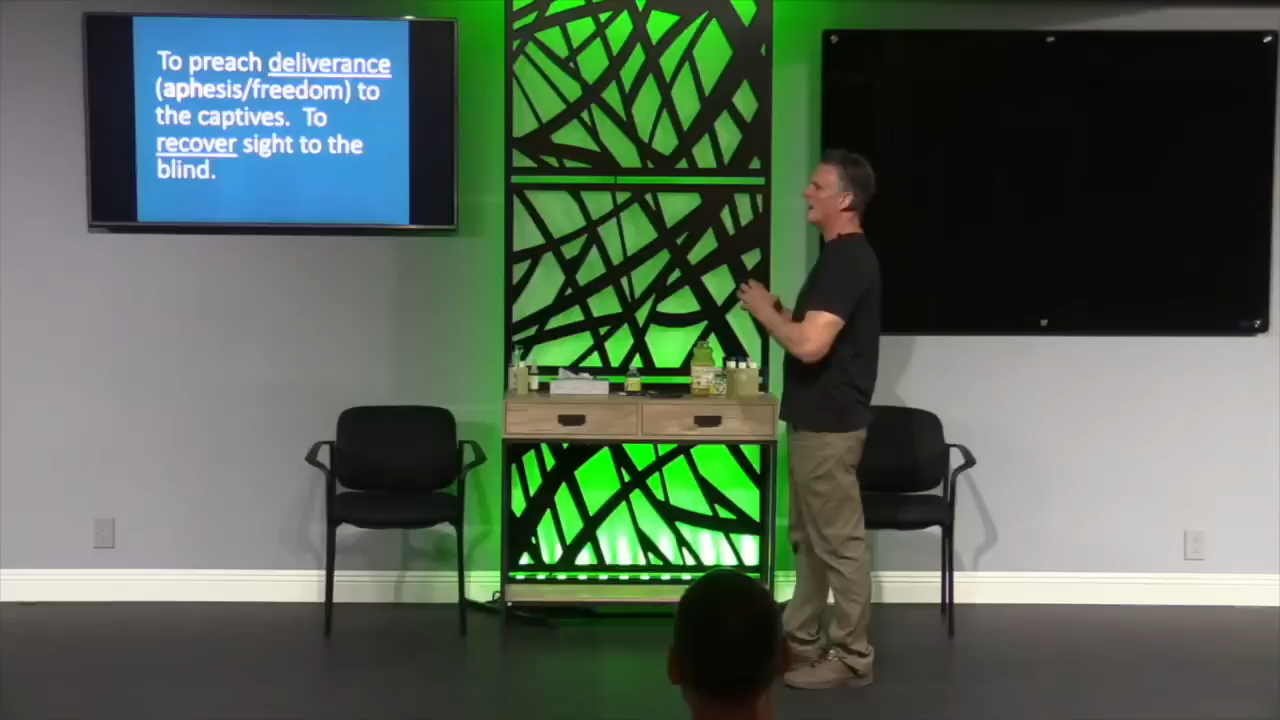 To preach deliverance
(aphesis/freedom) to
the captives.  To
recover sight to the
blind.